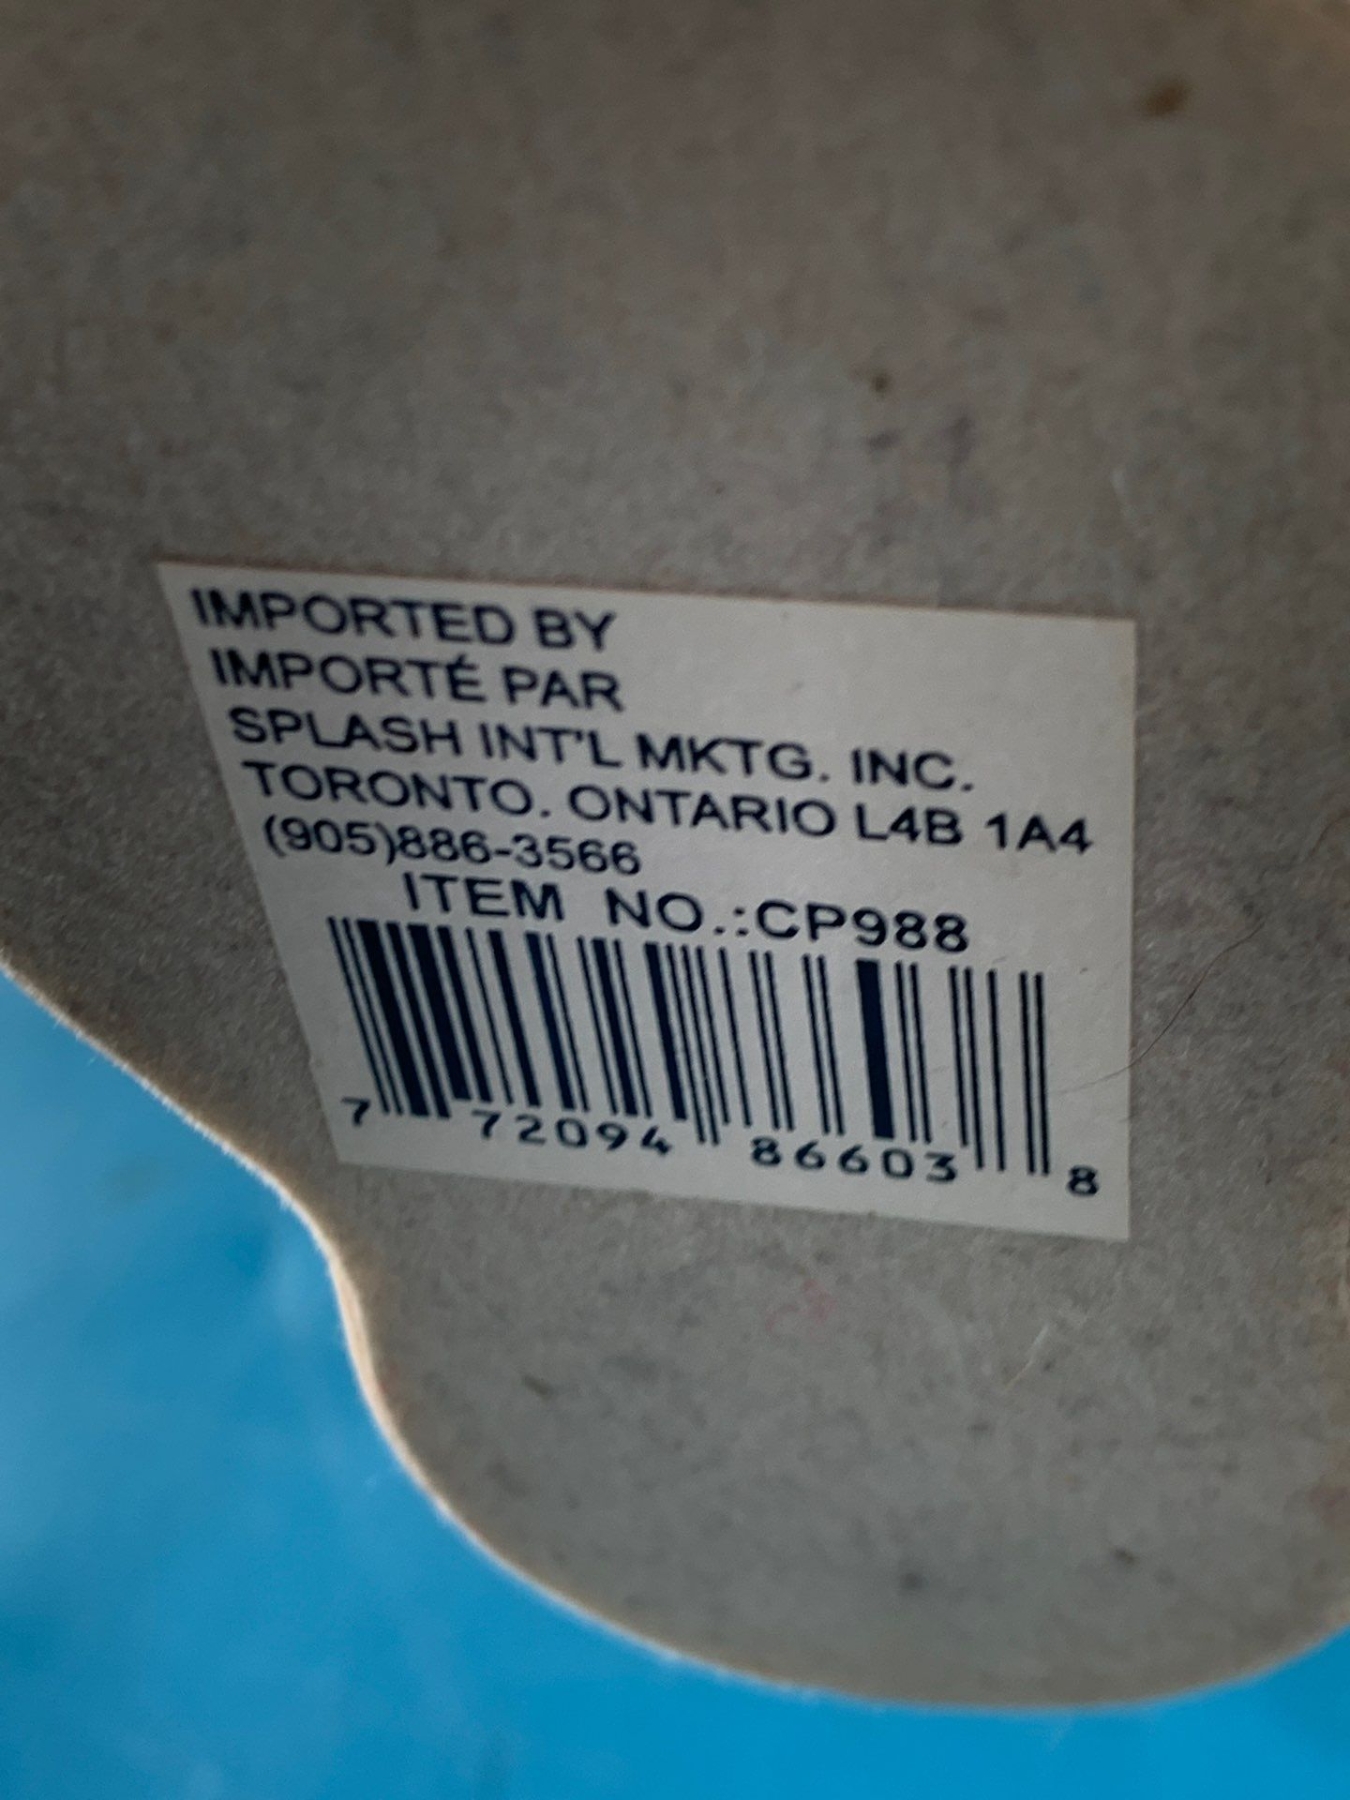 IMPORTED BY
IMPORTÉ PAR
SPLASH INT'L MKTG. INC.
TORONTO. ONTARIO L4B 1A4
(905)886-3566
ITEM NO.:CP988
7 72094 86603 8